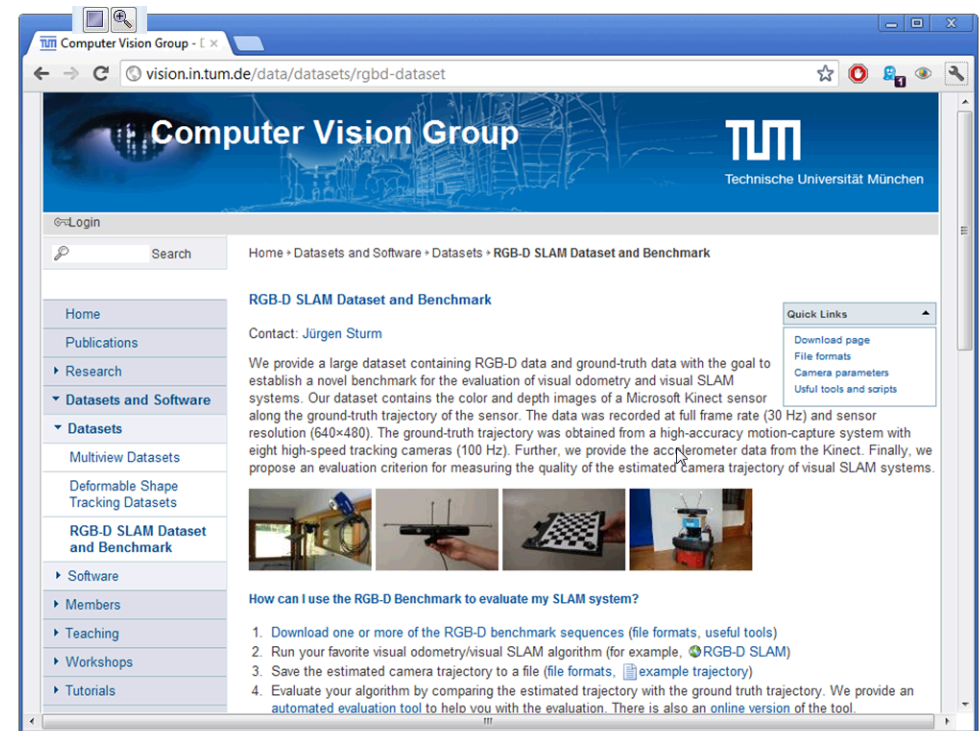 Computer Vision Group - [
vision.in.tum.de/data/datasets/rgbd-dataset
1
Computer Vision Group
TUM
Technische Universität München
Login
Search
Home
Publications
Research
Datasets and Software
Datasets
Multiview Datasets
Deformable Shape
Tracking Datasets
RGB-D SLAM Dataset
and Benchmark
Software
Members
Teaching
Workshops
Tutorials
Home Datasets and Software Datasets RGB-D SLAM Dataset and Benchmark
RGB-D SLAM Dataset and Benchmark
Contact: Jürgen Sturm
Quick Links
Download page
File formats
Camera parameters
Usful tools and scripts
We provide a large dataset containing RGB-D data and ground-truth data with the goal to
establish a novel benchmark for the evaluation of visual odometry and visual SLAM
systems. Our dataset contains the color and depth images of a Microsoft Kinect sensor
along the ground-truth trajectory of the sensor. The data was recorded at full frame rate (30 Hz) and sensor
resolution (640×480). The ground-truth trajectory was obtained from a high-accuracy motion-capture system with
eight high-speed tracking cameras (100 Hz). Further, we provide the accelerometer data from the Kinect. Finally, we
propose an evaluation criterion for measuring the quality of the estimated camera trajectory of visual SLAM systems.
How can I use the RGB-D Benchmark to evaluate my SLAM system?
1. Download one or more of the RGB-D benchmark sequences (file formats, useful tools)
2. Run your favorite visual odometry/visual SLAM algorithm (for example, RGB-D SLAM)
3. Save the estimated camera trajectory to a file (file formats, example trajectory)
4. Evaluate your algorithm by comparing the estimated trajectory with the ground truth trajectory. We provide an
automated evaluation tool to help you with the evaluation. There is also an online version of the tool.